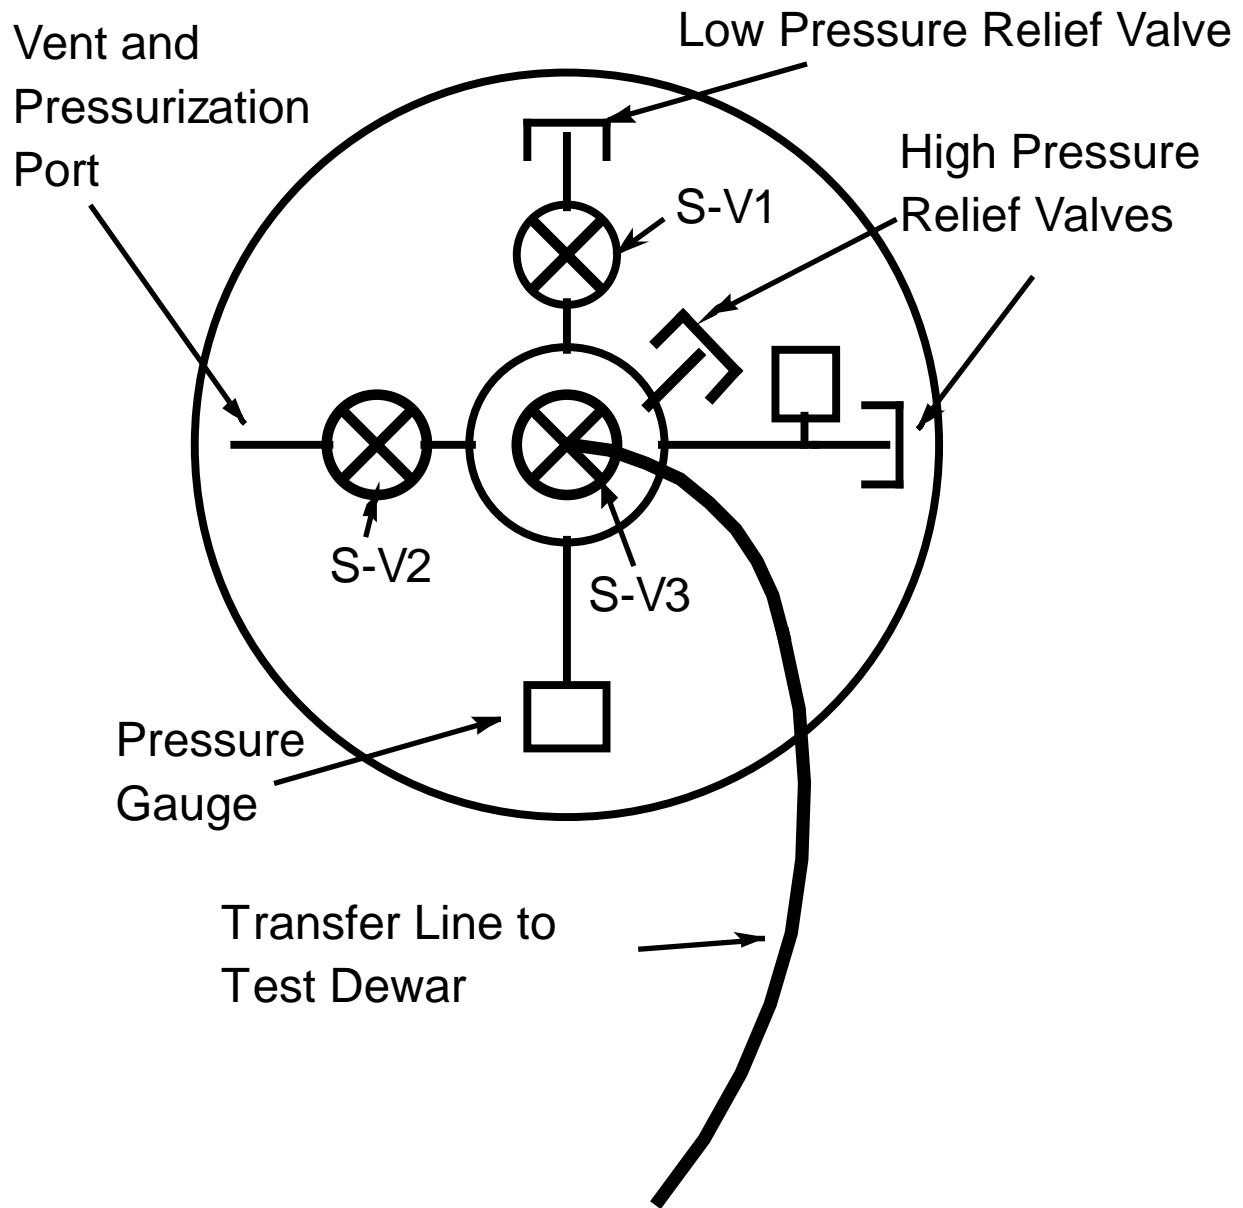 Vent and
Pressurization
Port
Low Pressure Relief Valve
High Pressure
Relief Valves
S-V1
S-V2
S-V3
Pressure
Gauge
Transfer Line to
Test Dewar